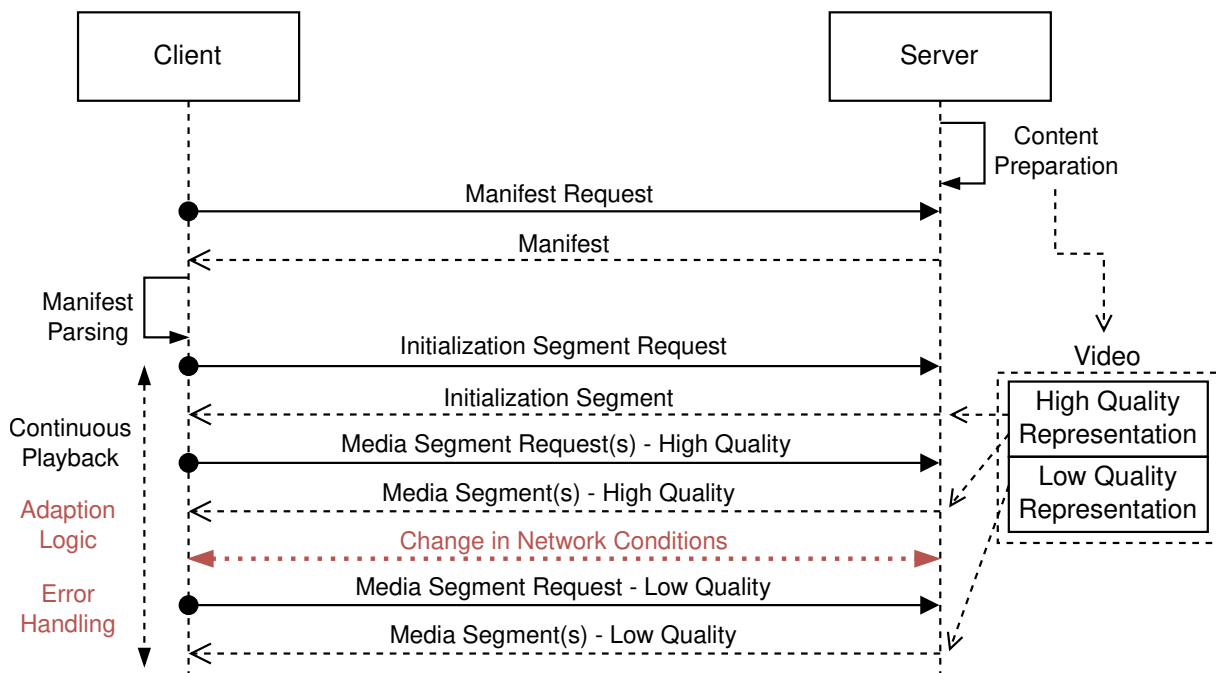 Client
Server
Content
Preparation
Manifest Request
Manifest
Manifest
Parsing
Initialization Segment Request
Video
Initialization Segment
High Quality
Representation
Continuous
Playback
Media Segment Request(s) - High Quality
Low Quality
Representation
Media Segment(s) - High Quality
Adaption
Logic
Change in Network Conditions
Media Segment Request - Low Quality
Error
Handling
Media Segment(s) - Low Quality